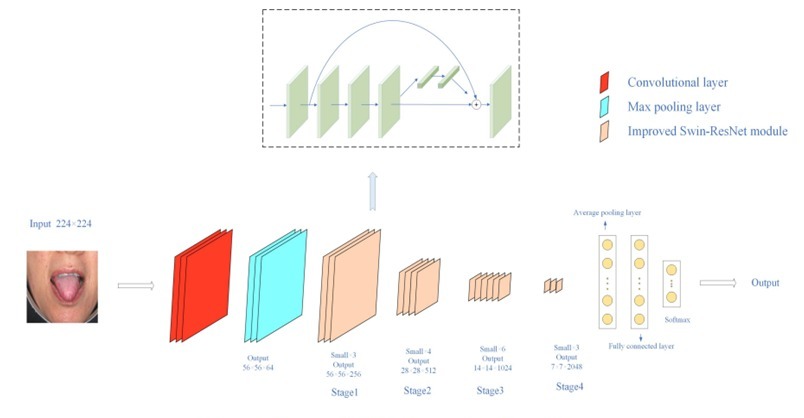 Convolutional layer
Max pooling layer
Improved Swin-ResNet module
Input 224×224
Average pooling layer
Output
Softmax
Fully connected layer
Output
56×56×64
Small×3
Output
56×56×256
Stage1
Small×4
Output
28×28×512
Stage2
Small×6
Output
14×14×1024
Stage3
Small×3
Output
7×7×2048
Stage4